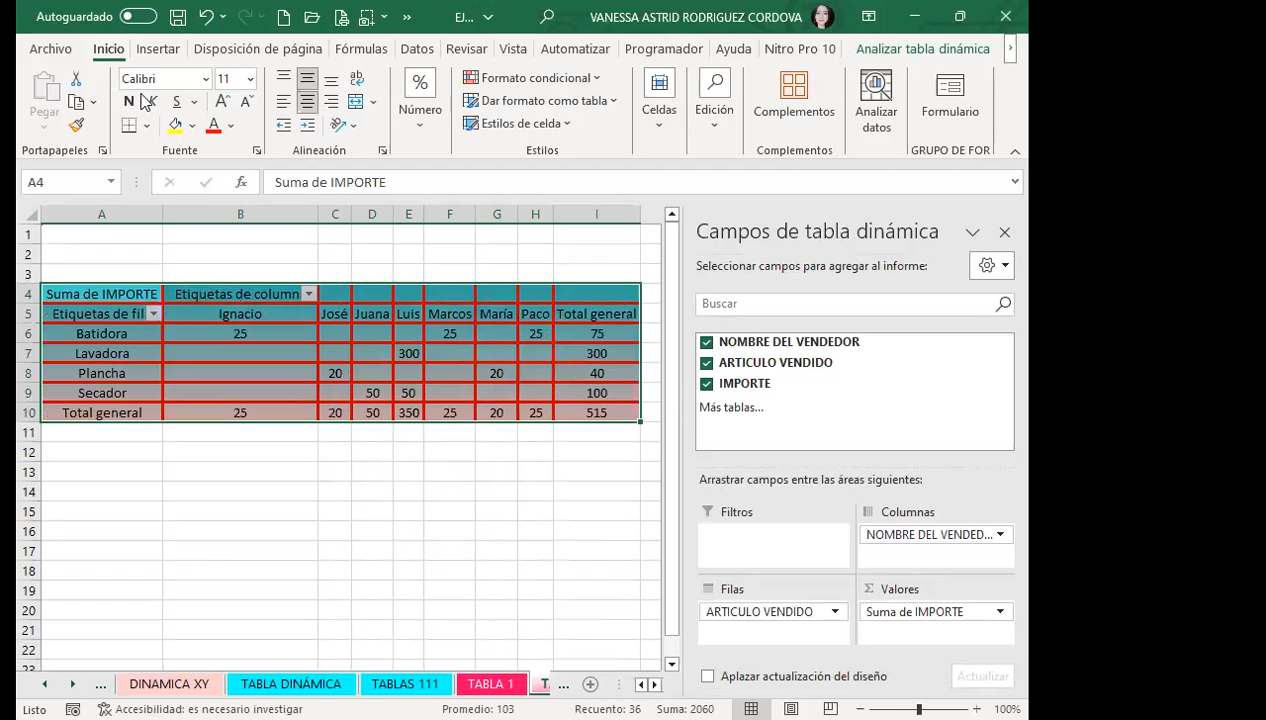 Autoguardado
EJ...
VANESSA ASTRID RODRIGUEZ CORDOVA
Archivo Inicio Insertar Disposición de página Fórmulas Datos Revisar Vista Automatizar Programador Ayuda Nitro Pro 10 Analizar tabla dinámica
Pegar
Portapapeles
Calibri 11
N K S
Fuente
Alineación
Número
Formato condicional
Dar formato como tabla
Estilos de celda
Estilos
Celdas
Edición
Complementos
Complementos
Analizar
datos
Formulario
GRUPO DE FOR
A4 fx Suma de IMPORTE
A B C D E F G H I
1
2
3
4 Suma de IMPORTE Etiquetas de column
5 Etiquetas de fil Ignacio José Juana Luis Marcos María Paco Total general
6 Batidora 25 25 25 75
7 Lavadora 300 300
8 Plancha 20 20 40
9 Secador 50 50 100
10 Total general 25 20 50 350 25 20 25 515
11
12
13
14
15
16
17
18
19
20
21
22
23
Campos de tabla dinámica
Seleccionar campos para agregar al informe:
Buscar
NOMBRE DEL VENDEDOR
ARTICULO VENDIDO
IMPORTE
Más tablas...
Arrastrar campos entre las áreas siguientes:
Filtros
Columnas
NOMBRE DEL VENDED...
Filas
ARTICULO VENDIDO
Σ Valores
Suma de IMPORTE
Aplazar actualización del diseño
Actualizar
... DINAMICA XY TABLA DINÁMICA TABLAS 111 TABLA 1 T ...
Listo Accesibilidad: es necesario investigar Promedio: 103 Recuento: 36 Suma: 2060 100%